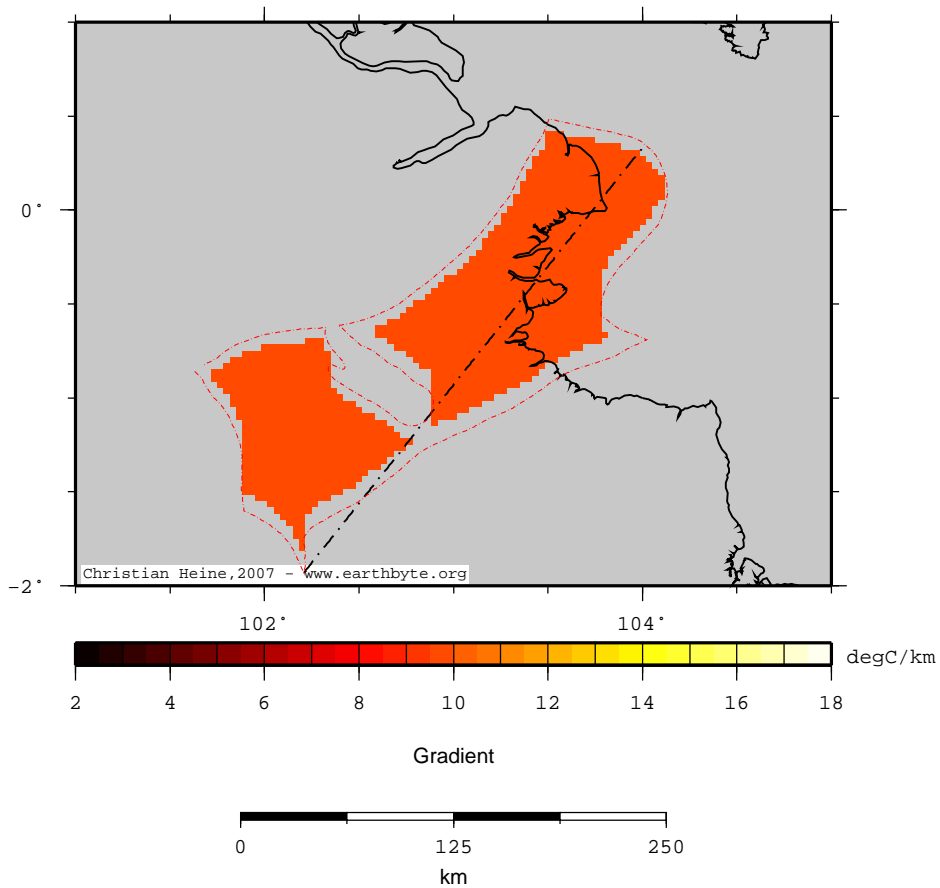 0°
-2°
Christian Heine,2007 - www.earthbyte.org
102° 104°
degC/km
2 4 6 8 10 12 14 16 18
Gradient
0 125 250
km